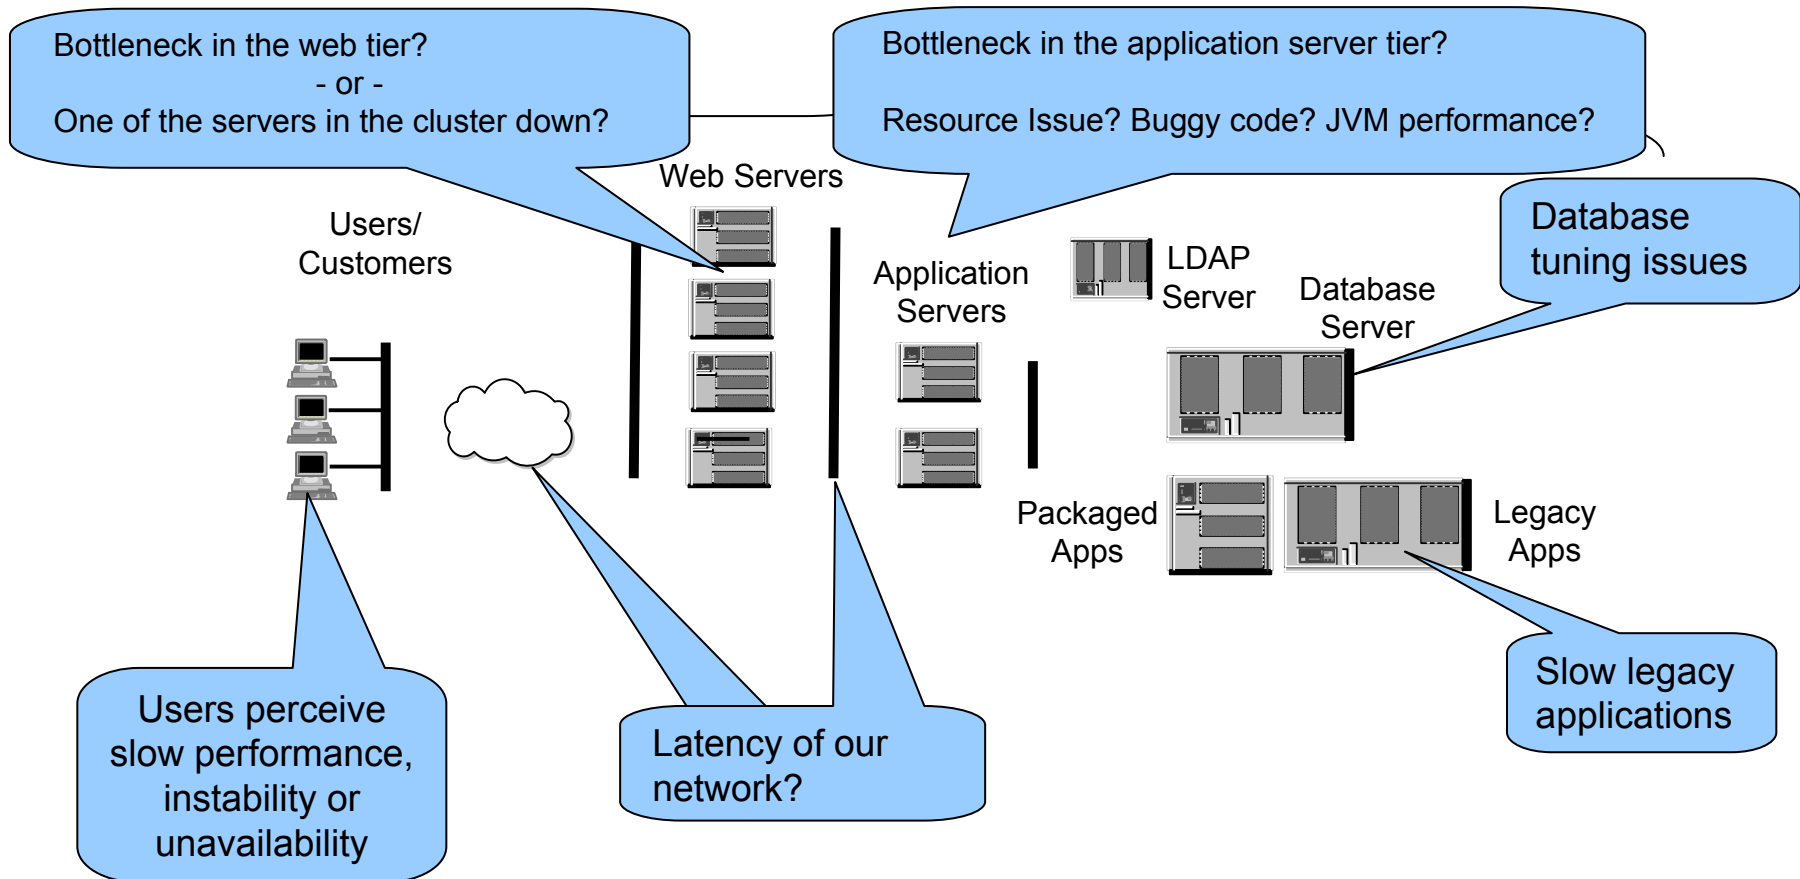 Bottleneck in the web tier?
- or -
One of the servers in the cluster down?
Bottleneck in the application server tier?
Resource Issue? Buggy code? JVM performance?
Web Servers
Users/
Customers
Application
Servers
LDAP
Server
Database
Server
Database
tuning issues
Packaged
Apps
Legacy
Apps
Users perceive
slow performance,
instability or
unavailability
Latency of our
network?
Slow legacy
applications